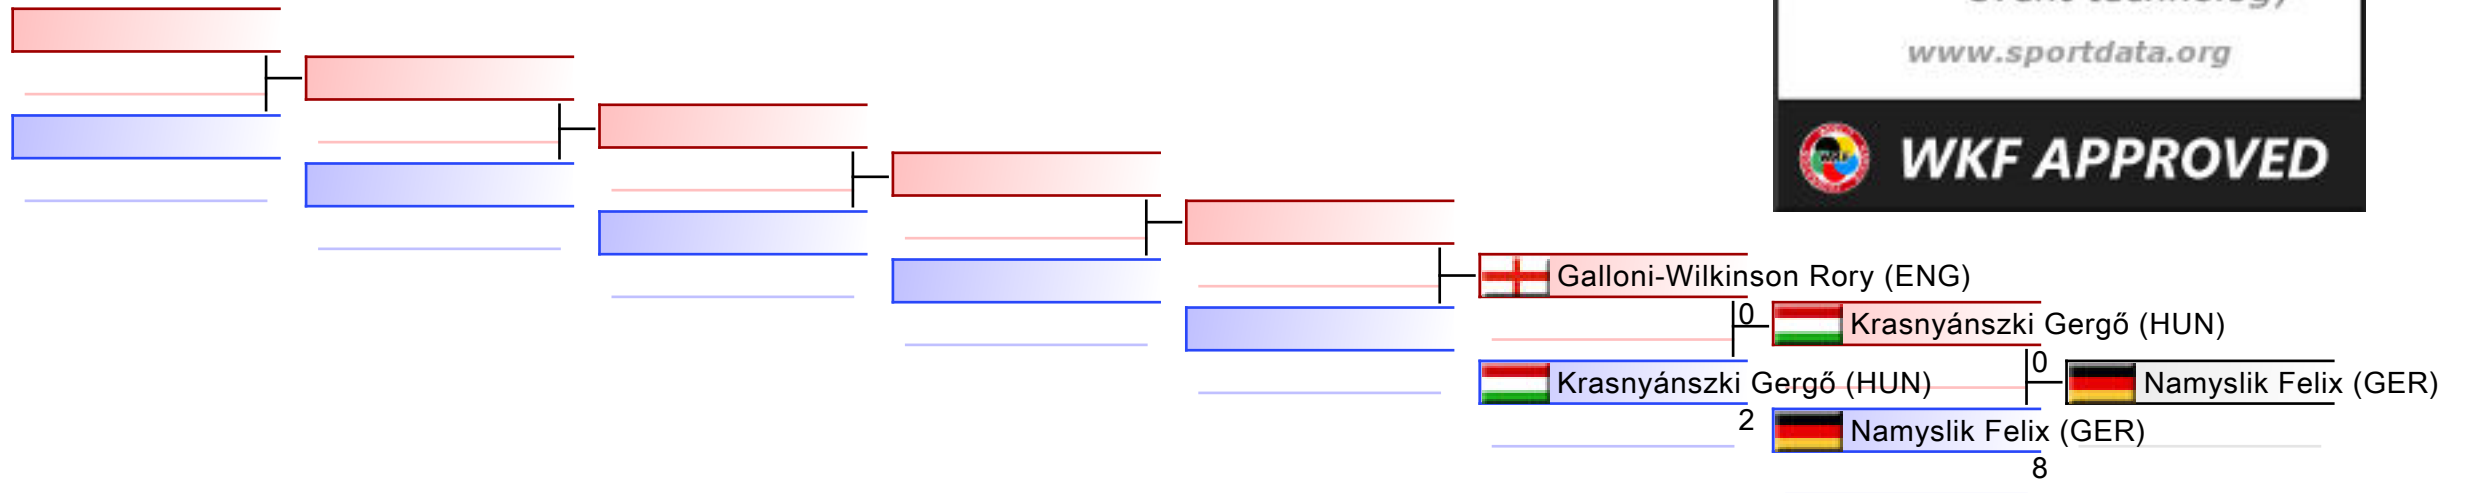 www.sportdata.org
WKF APPROVED
Galloni-Wilkinson Rory (ENG)
0
Krasnyánszki Gergő (HUN)
0
Krasnyánszki Gergő (HUN)
Namyslik Felix (GER)
2
Namyslik Felix (GER)
8